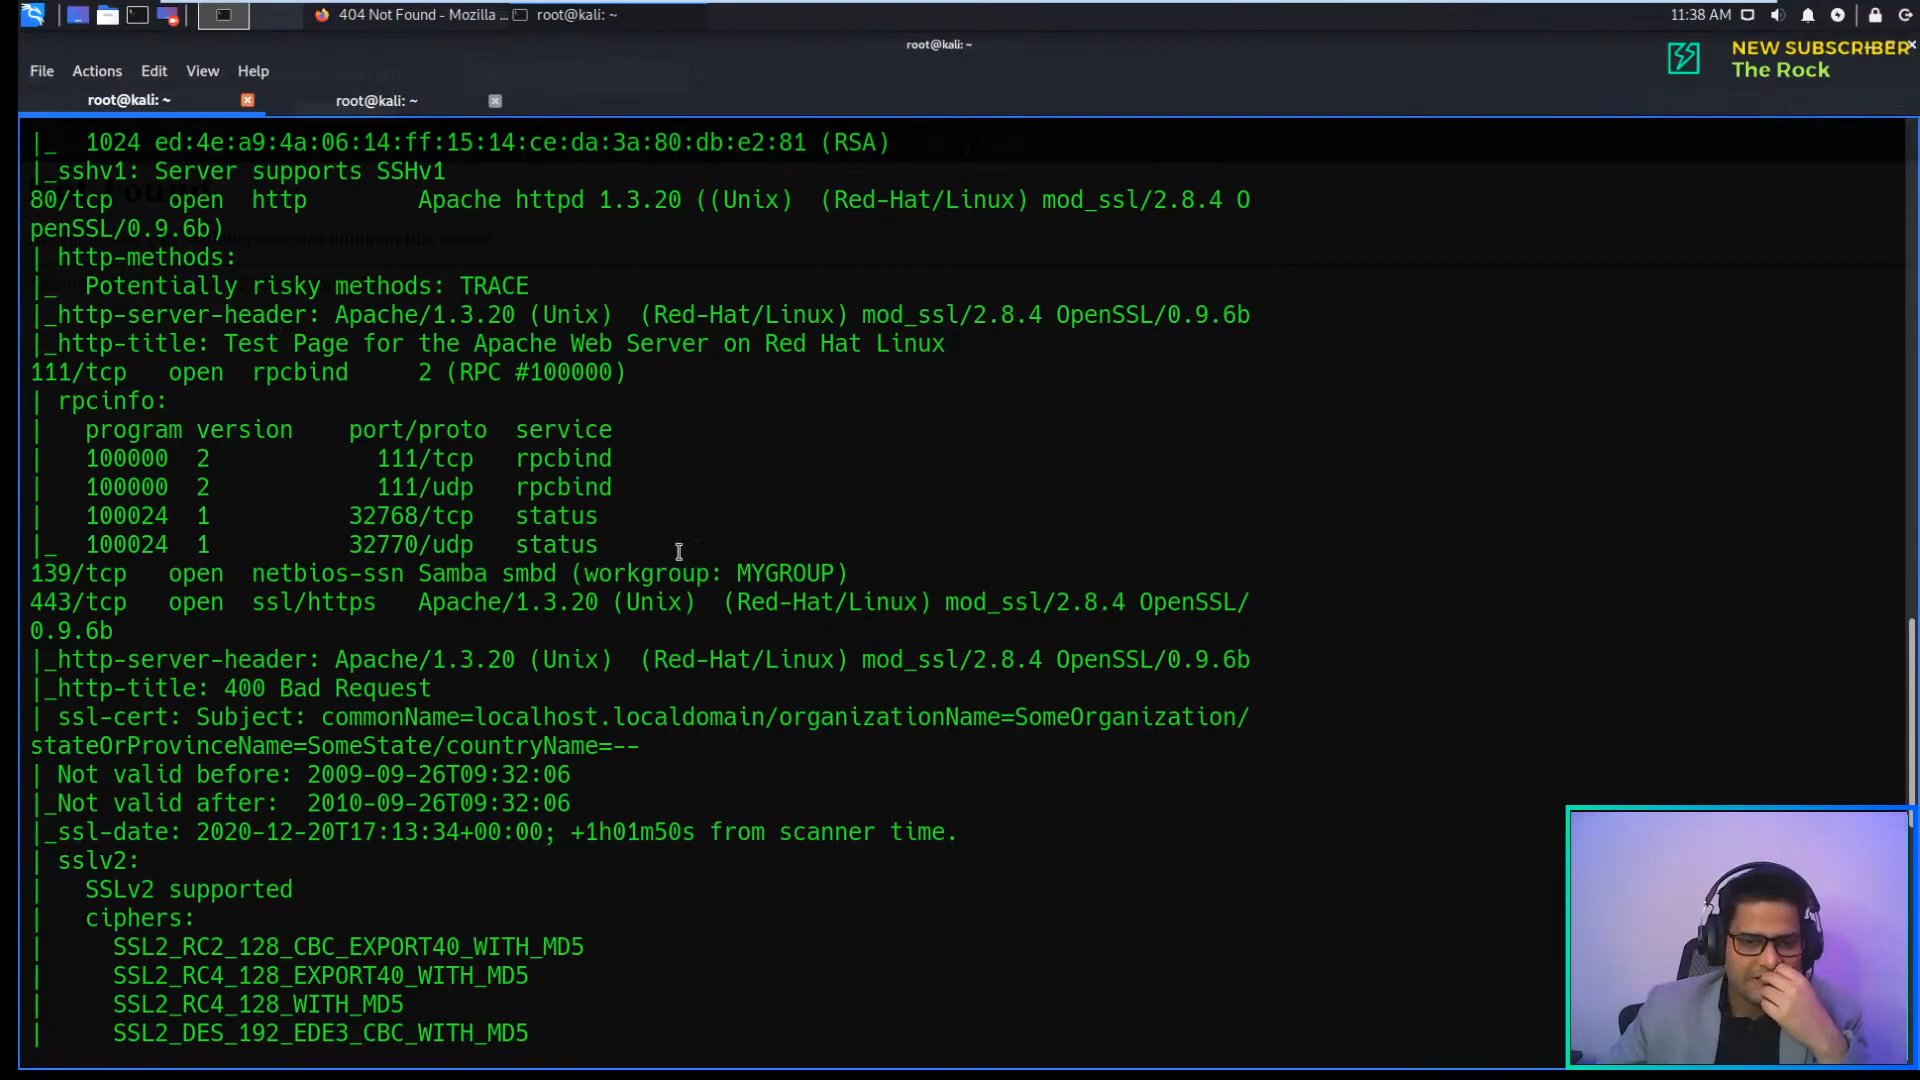 404 Not Found - Mozilla ...
root@kali: ~
11:38 AM
root@kali: ~
NEW SUBSCRIBER
The Rock
File Actions Edit View Help
root@kali: ~
root@kali: ~
|_  1024 ed:4e:a9:4a:06:14:ff:15:14:ce:da:3a:80:db:e2:81 (RSA)
|_sshv1: Server supports SSHv1
80/tcp   open  http        Apache httpd 1.3.20 ((Unix)  (Red-Hat/Linux) mod_ssl/2.8.4 O
penSSL/0.9.6b)
| http-methods:
|_  Potentially risky methods: TRACE
|_http-server-header: Apache/1.3.20 (Unix)  (Red-Hat/Linux) mod_ssl/2.8.4 OpenSSL/0.9.6b
|_http-title: Test Page for the Apache Web Server on Red Hat Linux
111/tcp  open  rpcbind     2 (RPC #100000)
| rpcinfo:
|   program version    port/proto  service
|   100000  2            111/tcp   rpcbind
|   100000  2            111/udp   rpcbind
|   100024  1          32768/tcp   status
|_  100024  1          32770/udp   status
139/tcp  open  netbios-ssn Samba smbd (workgroup: MYGROUP)
443/tcp  open  ssl/https   Apache/1.3.20 (Unix)  (Red-Hat/Linux) mod_ssl/2.8.4 OpenSSL/
0.9.6b
|_http-server-header: Apache/1.3.20 (Unix)  (Red-Hat/Linux) mod_ssl/2.8.4 OpenSSL/0.9.6b
|_http-title: 400 Bad Request
| ssl-cert: Subject: commonName=localhost.localdomain/organizationName=SomeOrganization/
stateOrProvinceName=SomeState/countryName=--
| Not valid before: 2009-09-26T09:32:06
|_Not valid after:  2010-09-26T09:32:06
|_ssl-date: 2020-12-20T17:13:34+00:00; +1h01m50s from scanner time.
| sslv2:
|   SSLv2 supported
|   ciphers:
|     SSL2_RC2_128_CBC_EXPORT40_WITH_MD5
|     SSL2_RC4_128_EXPORT40_WITH_MD5
|     SSL2_RC4_128_WITH_MD5
|     SSL2_DES_192_EDE3_CBC_WITH_MD5